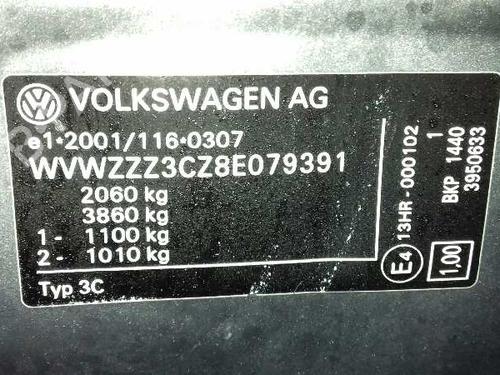 VOLKSWAGEN AG
e1*2001/116*0307
WVWZZZ3CZ8E079391
2060 kg
3860 kg
1 - 1100 kg
2 - 1010 kg
Typ 3C
E4
13HR-000102
1
BKP 1440
3950633
1,00